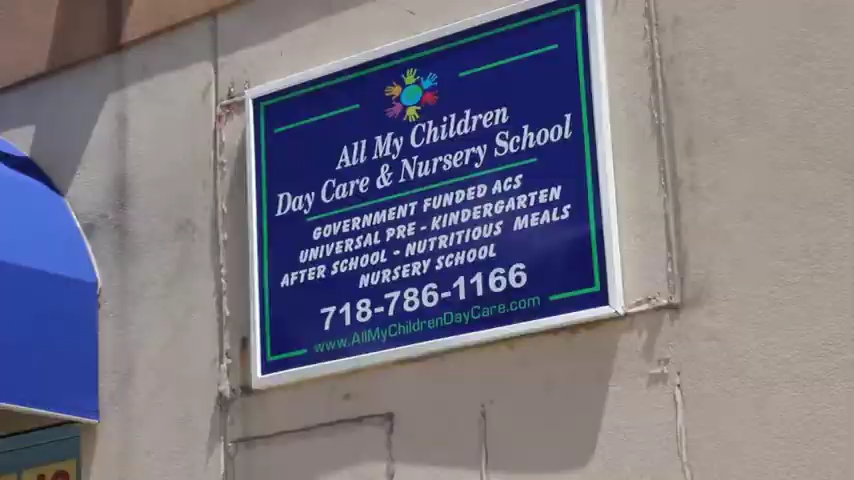 All My Children
Day Care & Nursery School
GOVERNMENT FUNDED ACS
UNIVERSAL PRE - KINDERGARTEN
AFTER SCHOOL - NUTRITIOUS MEALS
NURSERY SCHOOL
718-786-1166
www.AllMyChildrenDayCare.com